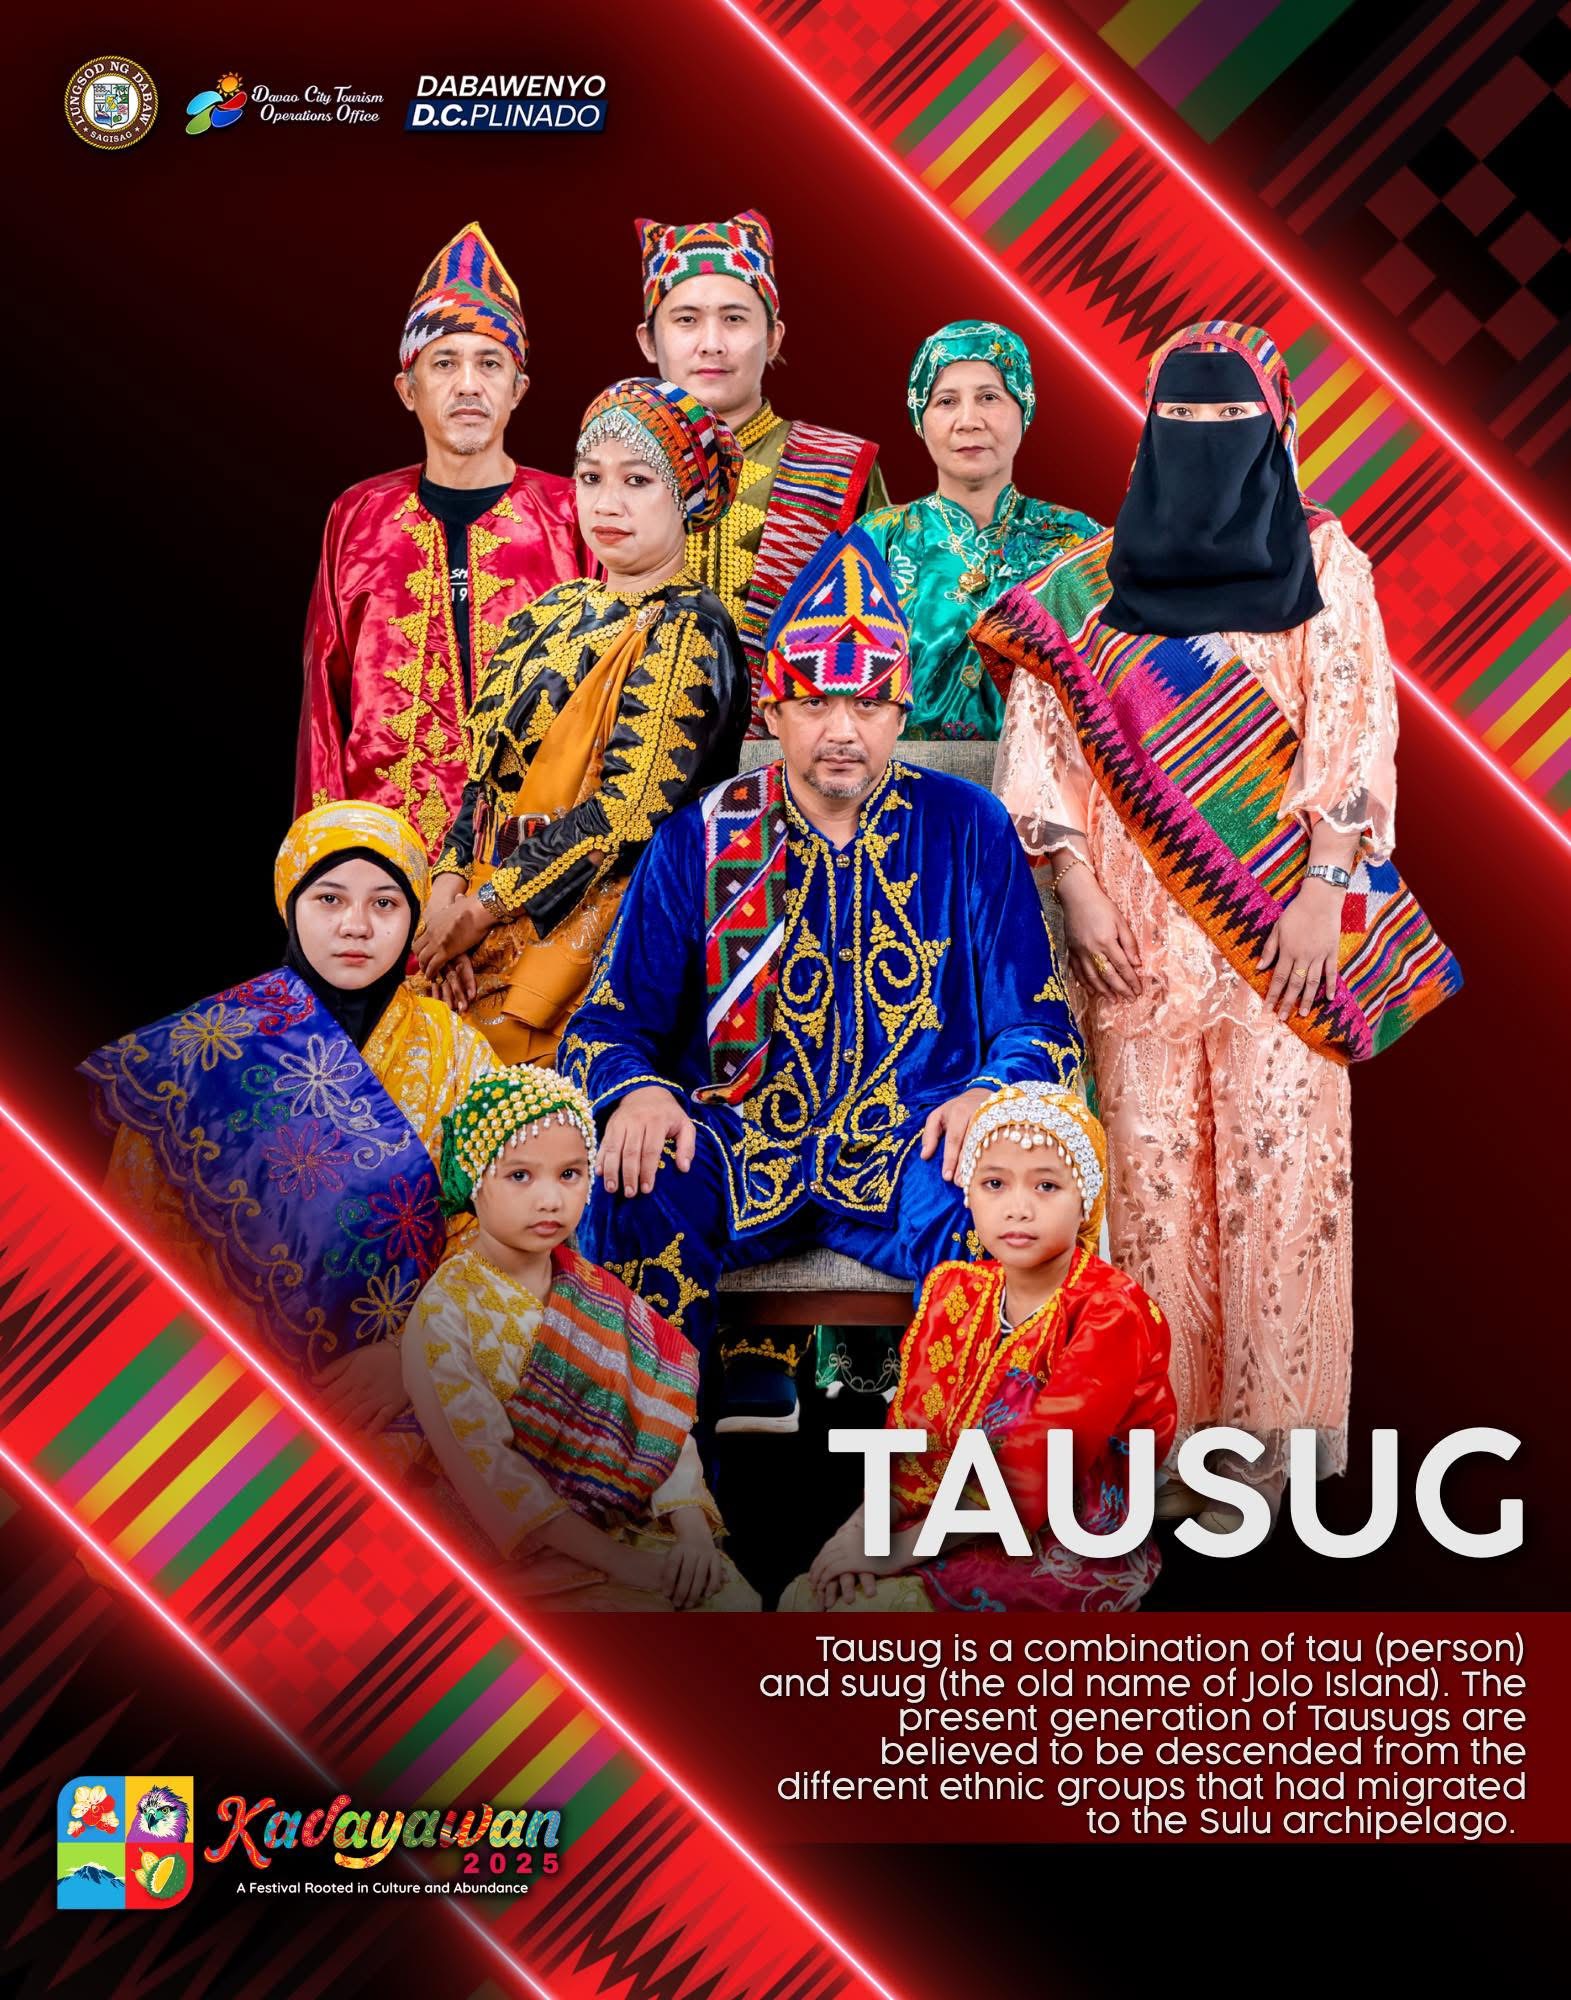 LUNGSOD NG DABAW
SAGISAG
Davao City Tourism
Operations Office
DABAWENYO
D.C.PLINADO
TAUSUG
Tausug is a combination of tau (person)
and suug (the old name of Jolo Island). The
present generation of Tausugs are
believed to be descended from the
different ethnic groups that had migrated
to the Sulu archipelago.
Kadayawan
2025
A Festival Rooted in Culture and Abundance